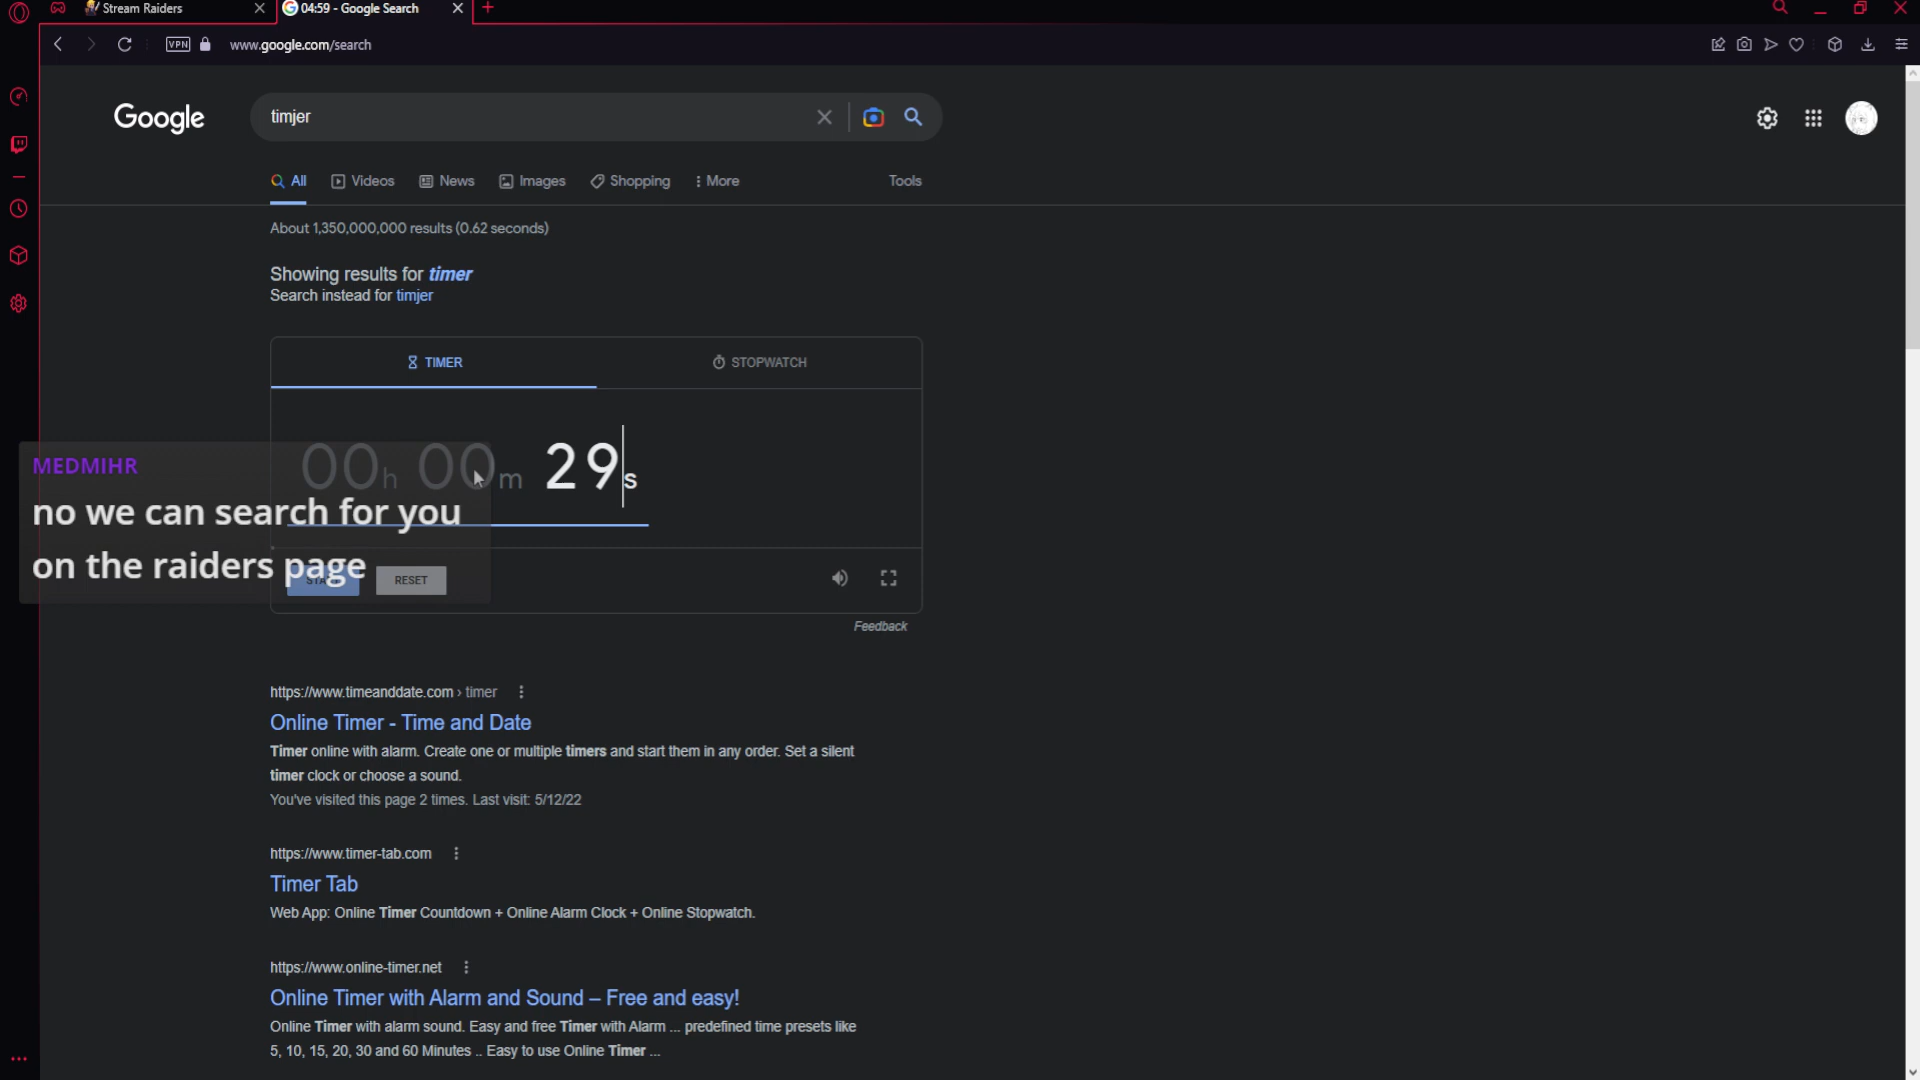 Stream Raiders
04:59 - Google Search
VPN
www.google.com/search
Google
timjer
All
Videos
News
Images
Shopping
More
Tools
About 1,350,000,000 results (0.62 seconds)
Showing results for timer
Search instead for timjer
TIMER
STOPWATCH
00h 00m 29s
MEDMIHR
no we can search for you
on the raiders page
START
RESET
Feedback
https://www.timeanddate.com › timer
Online Timer - Time and Date
Timer online with alarm. Create one or multiple timers and start them in any order. Set a silent
timer clock or choose a sound.
You've visited this page 2 times. Last visit: 5/12/22
https://www.timer-tab.com
Timer Tab
Web App: Online Timer Countdown + Online Alarm Clock + Online Stopwatch.
https://www.online-timer.net
Online Timer with Alarm and Sound – Free and easy!
Online Timer with alarm sound. Easy and free Timer with Alarm ... predefined time presets like
5, 10, 15, 20, 30 and 60 Minutes .. Easy to use Online Timer ...